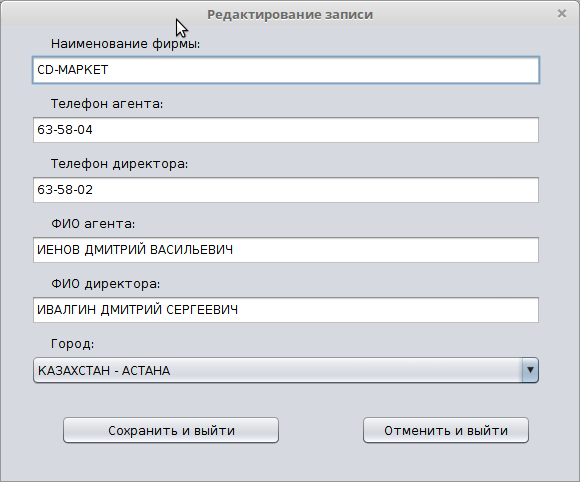 Редактирование записи
Наименование фирмы:
CD-МАРКЕТ
Телефон агента:
63-58-04
Телефон директора:
63-58-02
ФИО агента:
ИЕНОВ ДМИТРИЙ ВАСИЛЬЕВИЧ
ФИО директора:
ИВАЛГИН ДМИТРИЙ СЕРГЕЕВИЧ
Город:
КАЗАХСТАН - АСТАНА
Сохранить и выйти Отменить и выйти